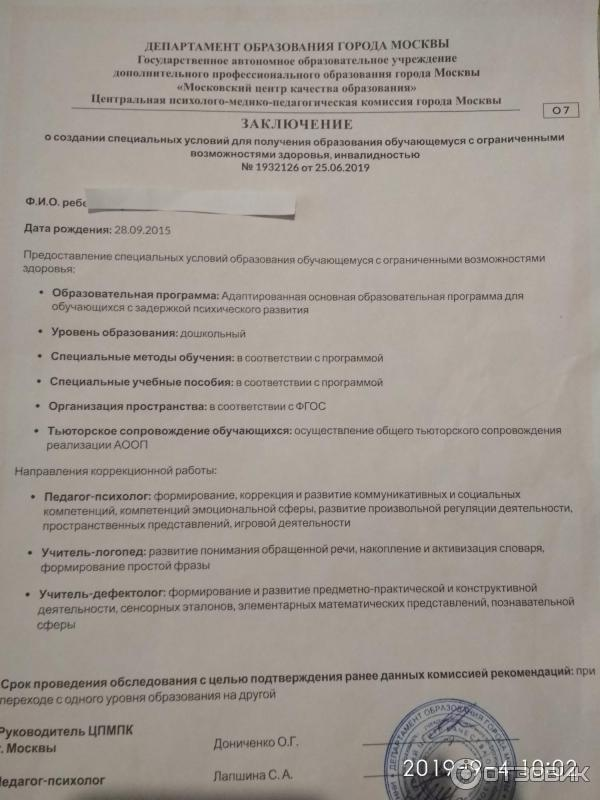 ДЕПАРТАМЕНТ ОБРАЗОВАНИЯ ГОРОДА МОСКВЫ
Государственное автономное образовательное учреждение
дополнительного профессионального образования города Москвы
«Московский центр качества образования»
Центральная психолого-медико-педагогическая комиссия города Москвы
07
ЗАКЛЮЧЕНИЕ
о создании специальных условий для получения образования обучающемуся с ограниченными
возможностями здоровья, инвалидностью
№ 1932126 от 25.06.2019
Ф.И.О. ребе
Дата рождения: 28.09.2015
Предоставление специальных условий образования обучающемуся с ограниченными возможностями
здоровья:
• Образовательная программа: Адаптированная основная образовательная программа для
обучающихся с задержкой психического развития
• Уровень образования: дошкольный
• Специальные методы обучения: в соответствии с программой
• Специальные учебные пособия: в соответствии с программой
• Организация пространства: в соответствии с ФГОС
• Тьюторское сопровождение обучающихся: осуществление общего тьюторского сопровождения
реализации АООП
Направления коррекционной работы:
• Педагог-психолог: формирование, коррекция и развитие коммуникативных и социальных
компетенций, компетенций эмоциональной сферы, развитие произвольной регуляции деятельности,
пространственных представлений, игровой деятельности
• Учитель-логопед: развитие понимания обращенной речи, накопление и активизация словаря,
формирование простой фразы
• Учитель-дефектолог: формирование и развитие предметно-практической и конструктивной
деятельности, сенсорных эталонов, элементарных математических представлений, познавательной
сферы
Срок проведения обследования с целью подтверждения ранее данных комиссией рекомендаций: при
переходе с одного уровня образования на другой
Руководитель ЦПМПК
г. Москвы
Дониченко О.Г.
Педагог-психолог
Лапшина С. А.
ДЕПАРТАМЕНТ ОБРАЗОВАНИЯ ГОРОДА
2019-9-4 10:02
ОТЗОВИК